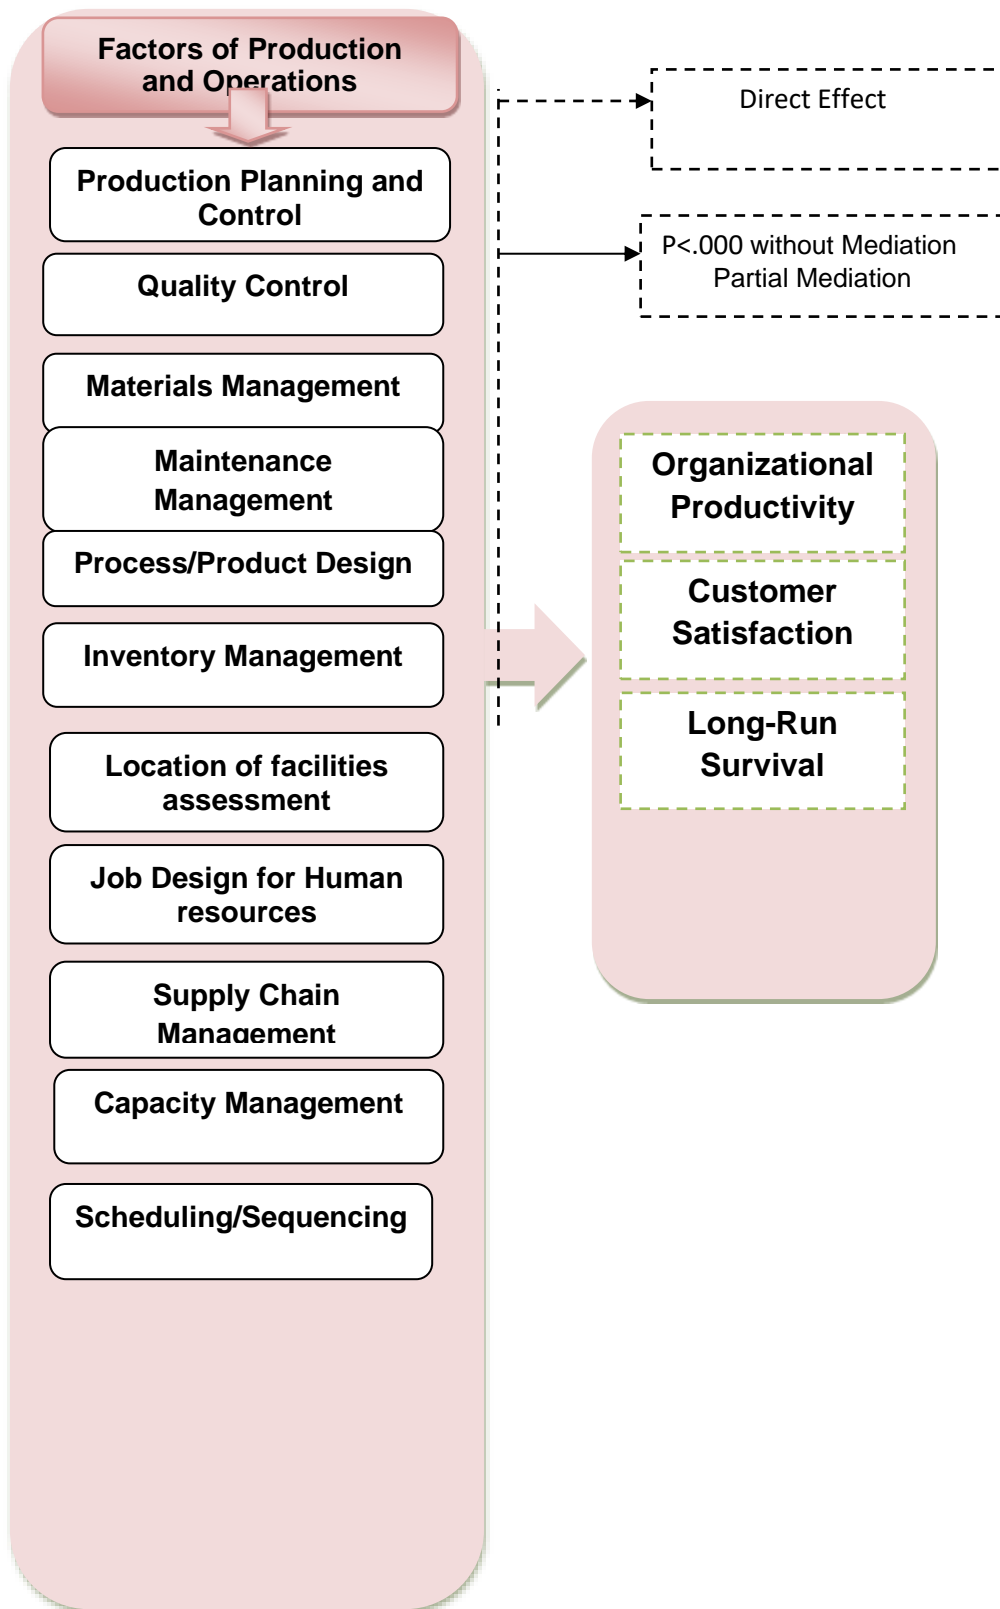 Factors of Production
and Operations
Production Planning and
Control
Quality Control
Materials Management
Maintenance
Management
Process/Product Design
Inventory Management
Location of facilities
assessment
Job Design for Human
resources
Supply Chain
Management
Capacity Management
Scheduling/Sequencing
Direct Effect
P<.000 without Mediation
Partial Mediation
Organizational
Productivity
Customer
Satisfaction
Long-Run
Survival